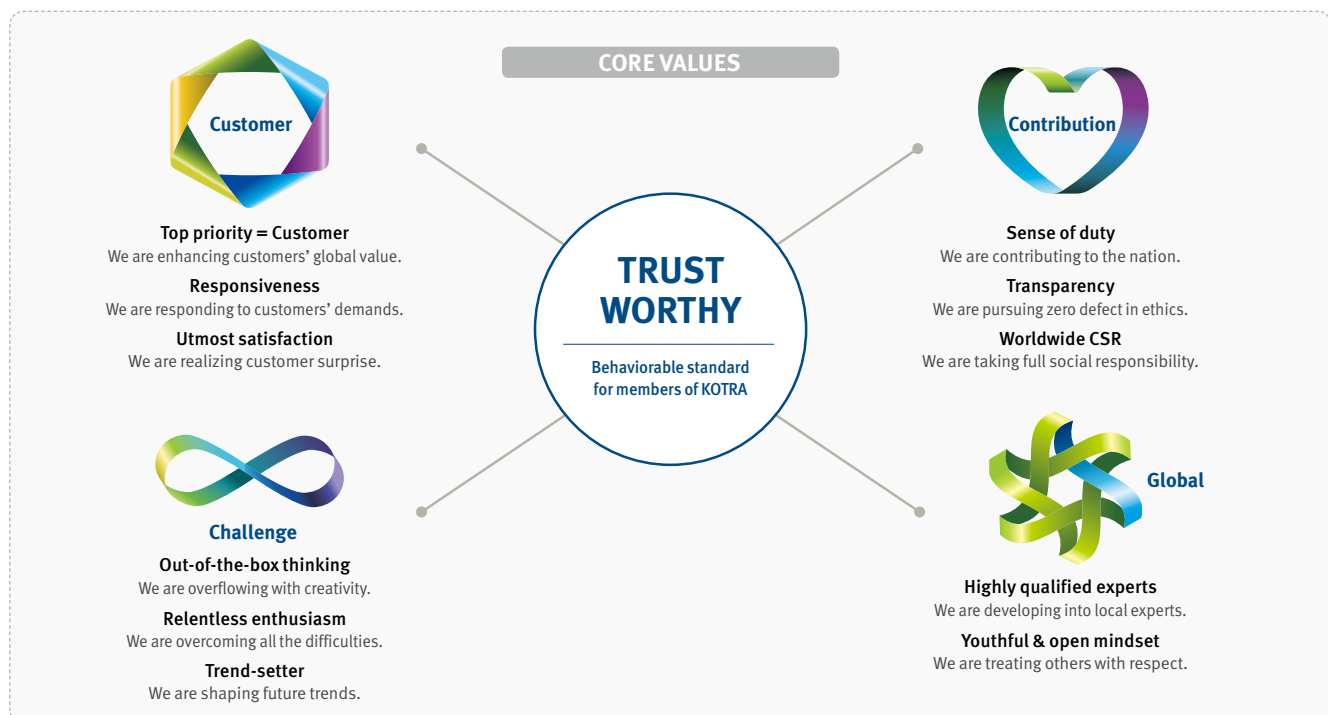 CORE VALUES
Customer
Top priority = Customer
We are enhancing customers’ global value.
Responsiveness
We are responding to customers’ demands.
Utmost satisfaction
We are realizing customer surprise.
Contribution
Sense of duty
We are contributing to the nation.
Transparency
We are pursuing zero defect in ethics.
Worldwide CSR
We are taking full social responsibility.
TRUST
WORTHY
Behaviorable standard
for members of KOTRA
Challenge
Out-of-the-box thinking
We are overflowing with creativity.
Relentless enthusiasm
We are overcoming all the difficulties.
Trend-setter
We are shaping future trends.
Global
Highly qualified experts
We are developing into local experts.
Youthful & open mindset
We are treating others with respect.